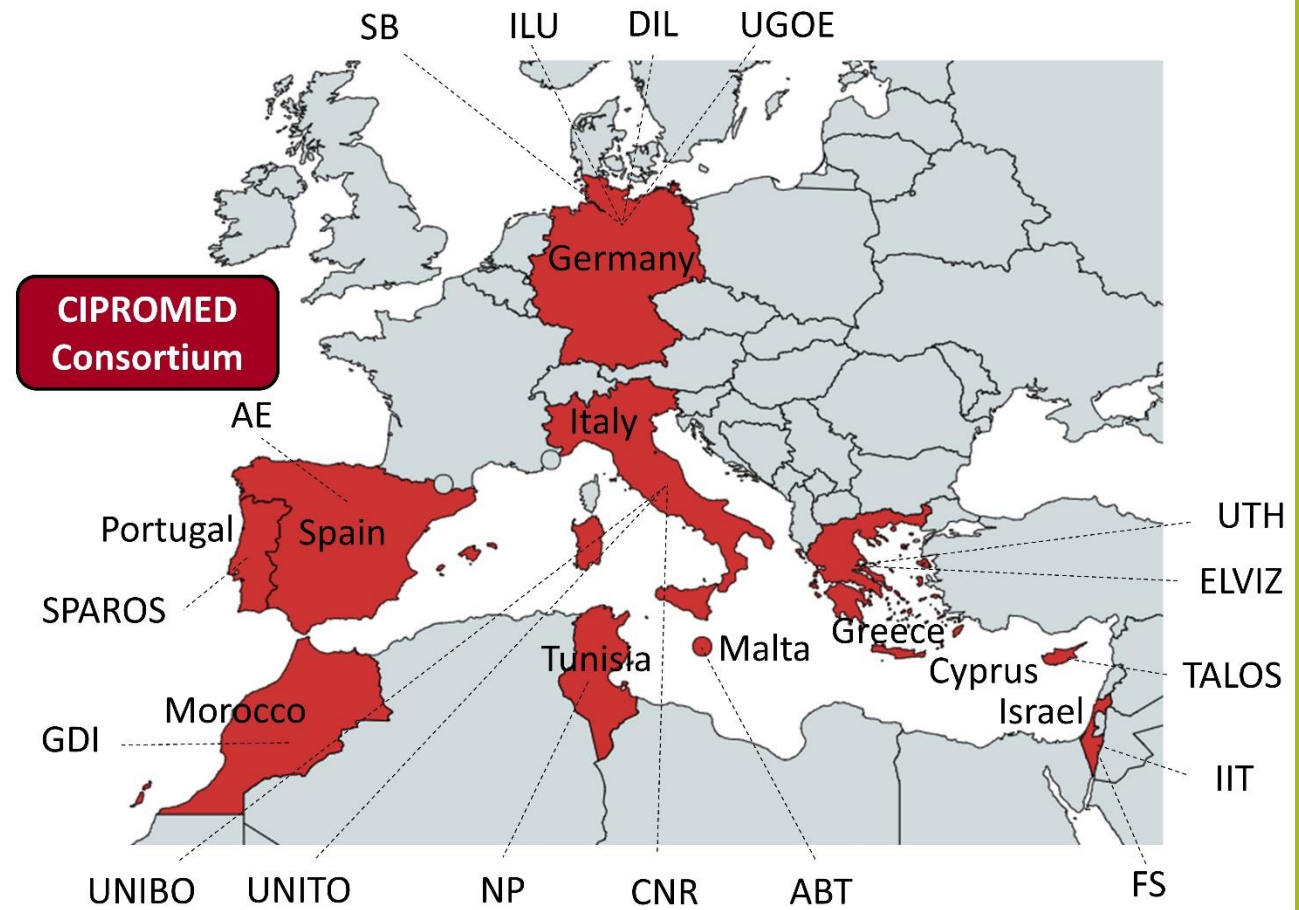 SB
ILU
DIL
UGOE
Germany
CIPROMED
Consortium
Italy
AE
Portugal
Spain
UTH
SPAROS
ELVIZ
Greece
Tunisia
Malta
Cyprus
TALOS
Morocco
Israel
GDI
IIT
UNIBO
UNITO
NP
CNR
ABT
FS